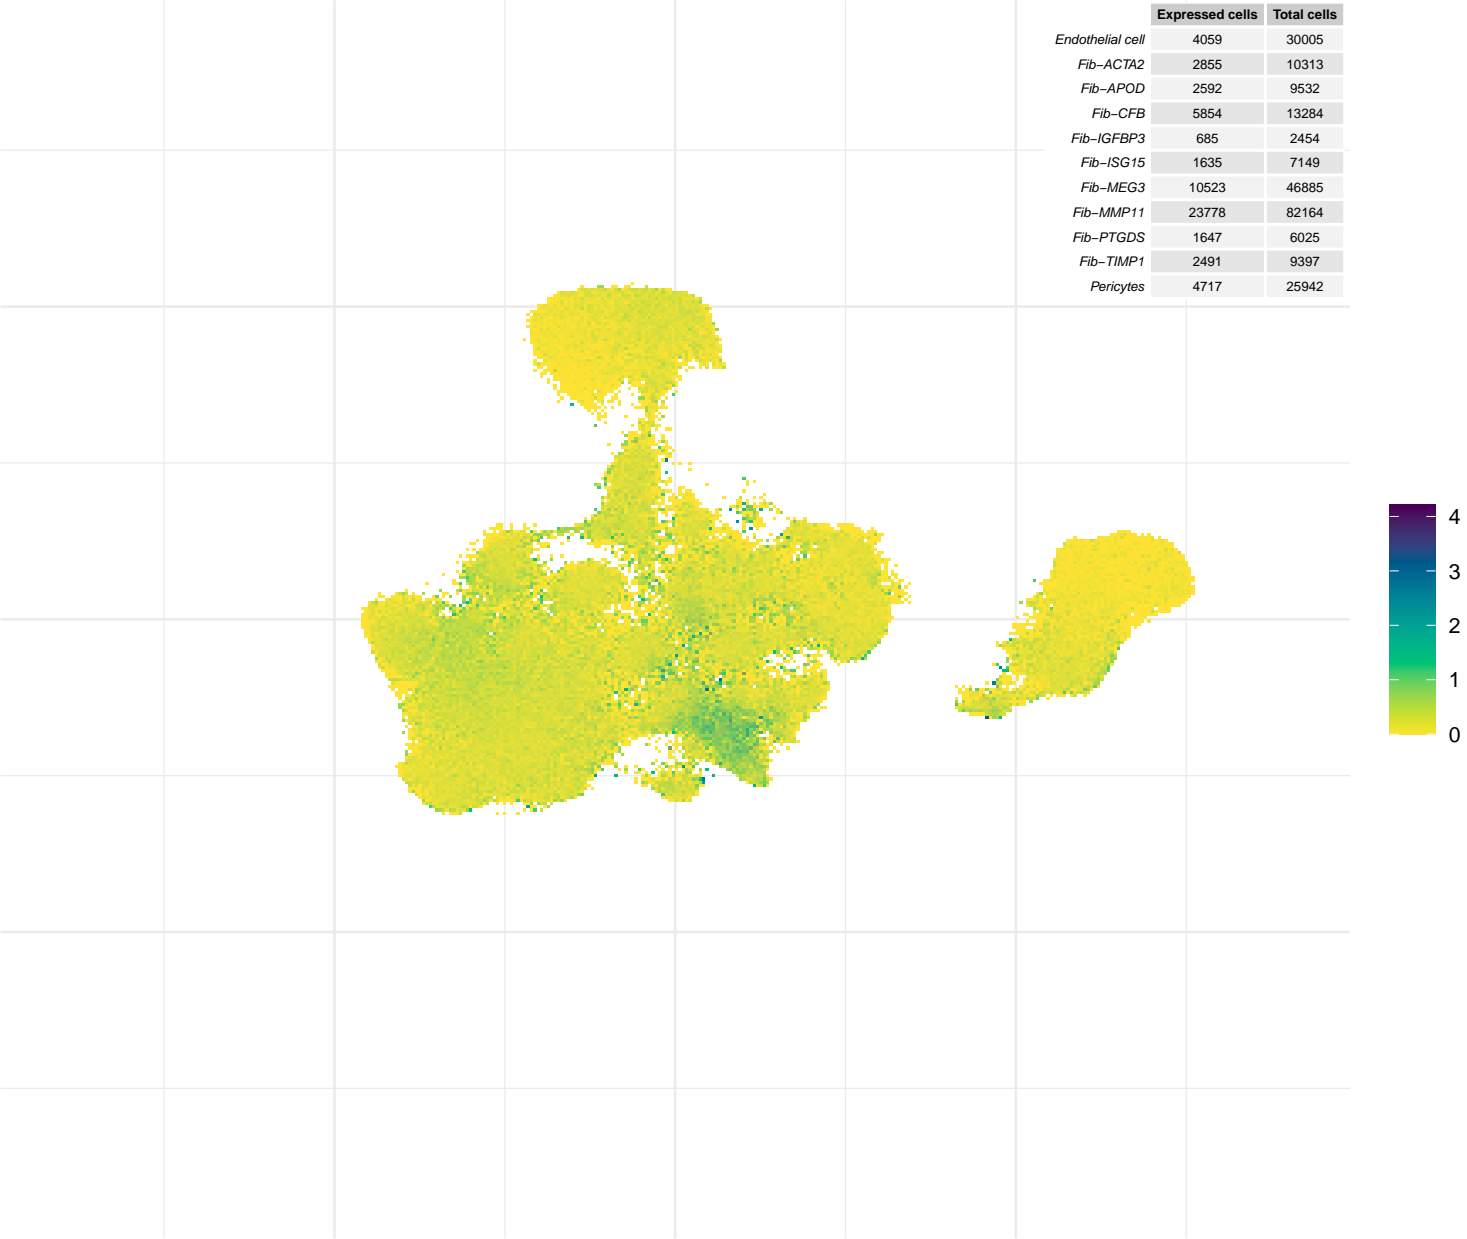 Expressed cells Total cells
Endothelial cell 4059 30005
Fib−ACTA2 2855 10313
Fib−APOD 2592 9532
Fib−CFB 5854 13284
Fib−IGFBP3 685 2454
Fib−ISG15 1635 7149
Fib−MEG3 10523 46885
Fib−MMP11 23778 82164
Fib−PTGDS 1647 6025
Fib−TIMP1 2491 9397
Pericytes 4717 25942
4
3
2
1
0